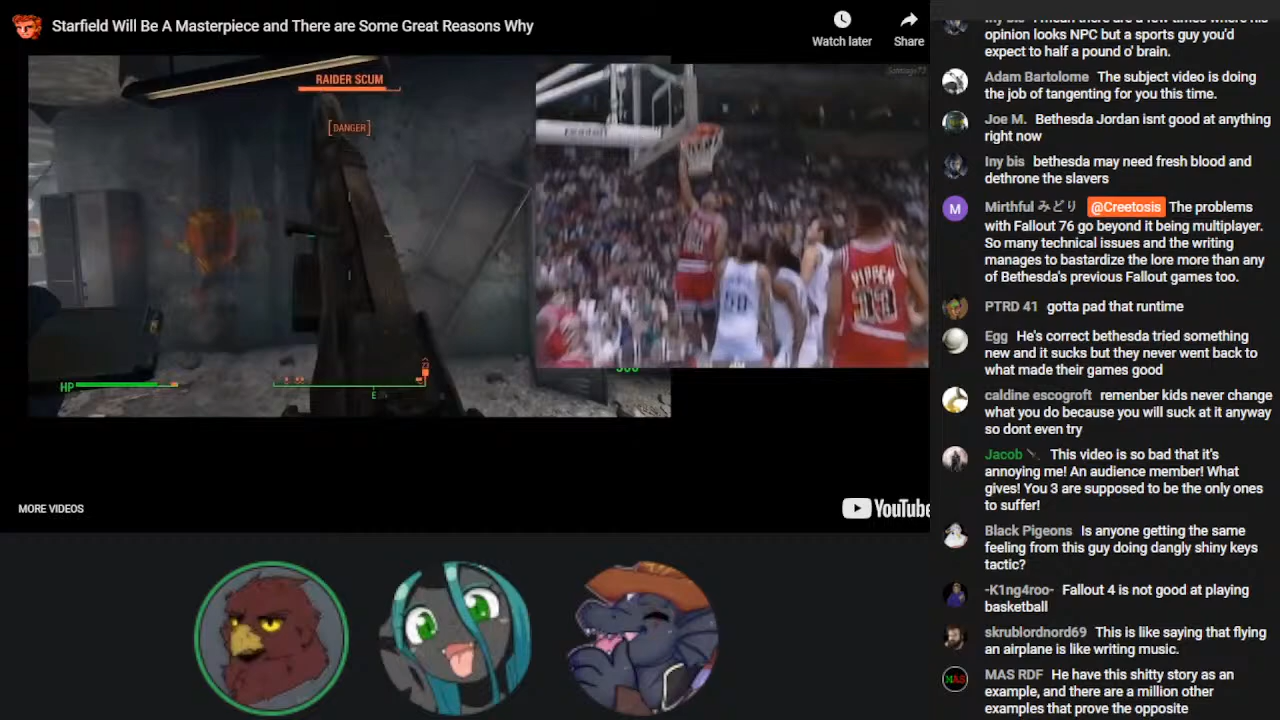 Starfield Will Be A Masterpiece and There are Some Great Reasons Why
Watch later
Share
RAIDER SCUM
[DANGER]
HP
E
PIPPEN
33
MORE VIDEOS
YouTube
opinion looks NPC but a sports guy you'd
expect to half a pound o' brain.
Adam Bartolome The subject video is doing
the job of tangenting for you this time.
Joe M. Bethesda Jordan isnt good at anything
right now
Iny bis bethesda may need fresh blood and
dethrone the slavers
M
Mirthful みどり @Creetosis The problems
with Fallout 76 go beyond it being multiplayer.
So many technical issues and the writing
manages to bastardize the lore more than any
of Bethesda's previous Fallout games too.
PTRD 41 gotta pad that runtime
Egg He's correct bethesda tried something
new and it sucks but they never went back to
what made their games good
caldine escogroft remenber kids never change
what you do because you will suck at it anyway
so dont even try
Jacob This video is so bad that it's
annoying me! An audience member! What
gives! You 3 are supposed to be the only ones
to suffer!
Black Pigeons Is anyone getting the same
feeling from this guy doing dangly shiny keys
tactic?
-K1ng4roo- Fallout 4 is not good at playing
basketball
skrublordnord69 This is like saying that flying
an airplane is like writing music.
MAS
MAS RDF He have this shitty story as an
example, and there are a million other
examples that prove the opposite